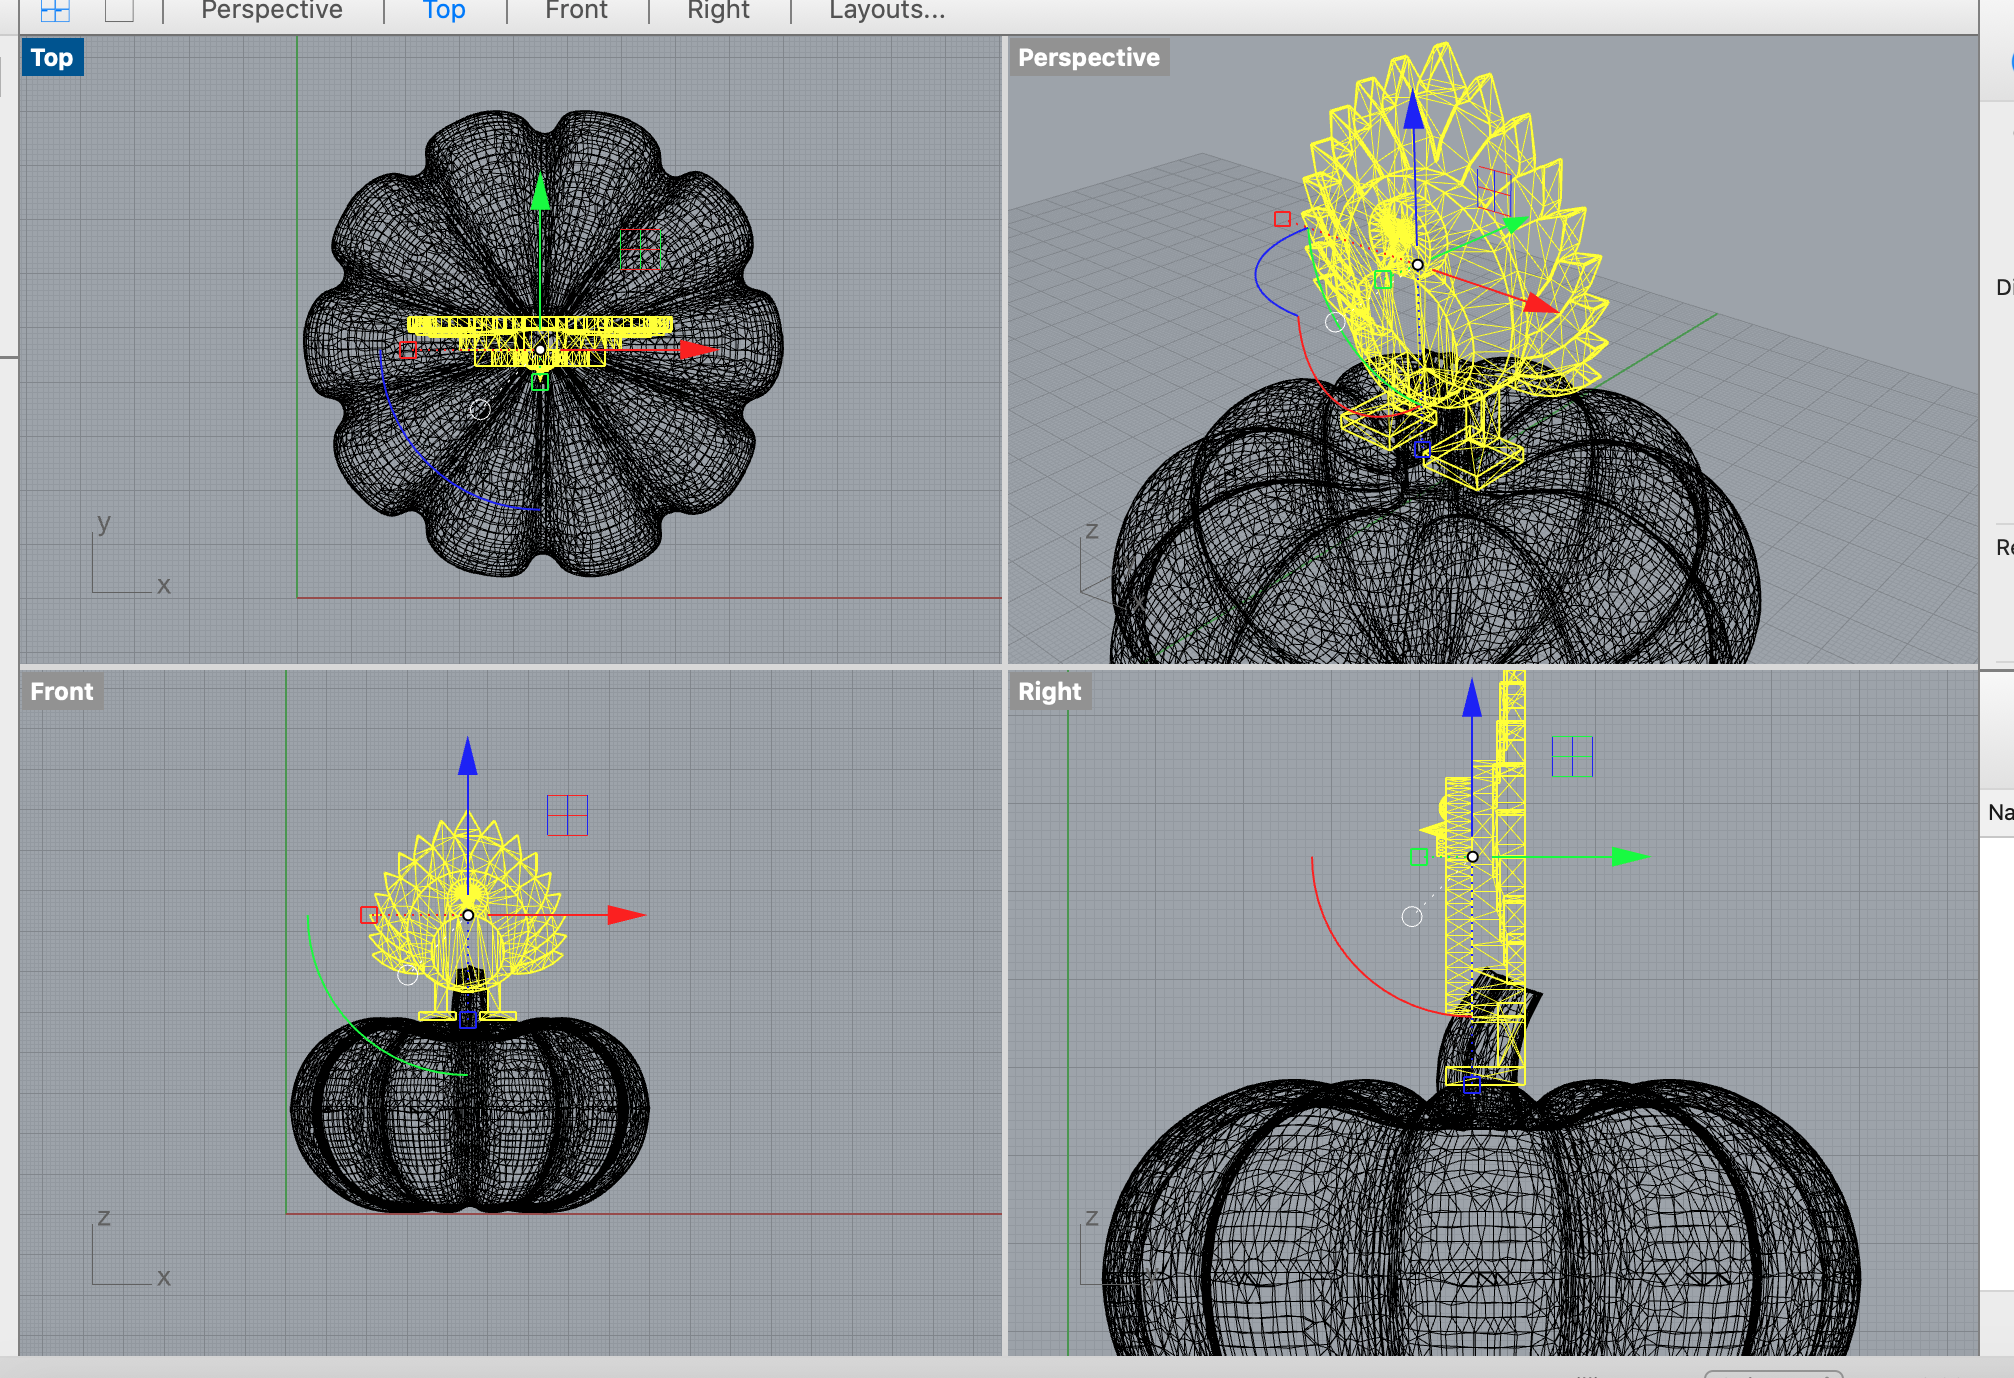 Perspective Top Front Right Layouts...
Top
Perspective
Di
y
x
z
Re
Front
Right
Na
z
x
z